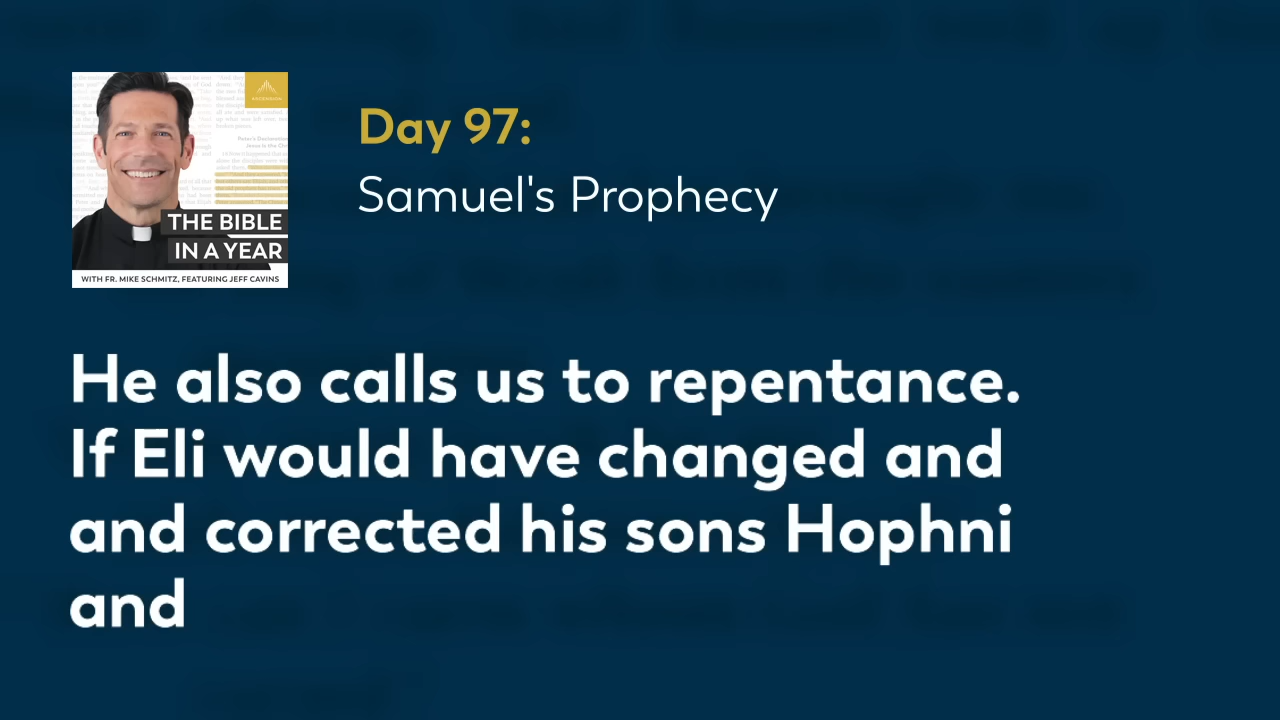 Day 97:
Samuel's Prophecy
ASCENSION
THE BIBLE
IN A YEAR
WITH FR. MIKE SCHMITZ, FEATURING JEFF CAVINS
He also calls us to repentance.
If Eli would have changed and
and corrected his sons Hophni
and